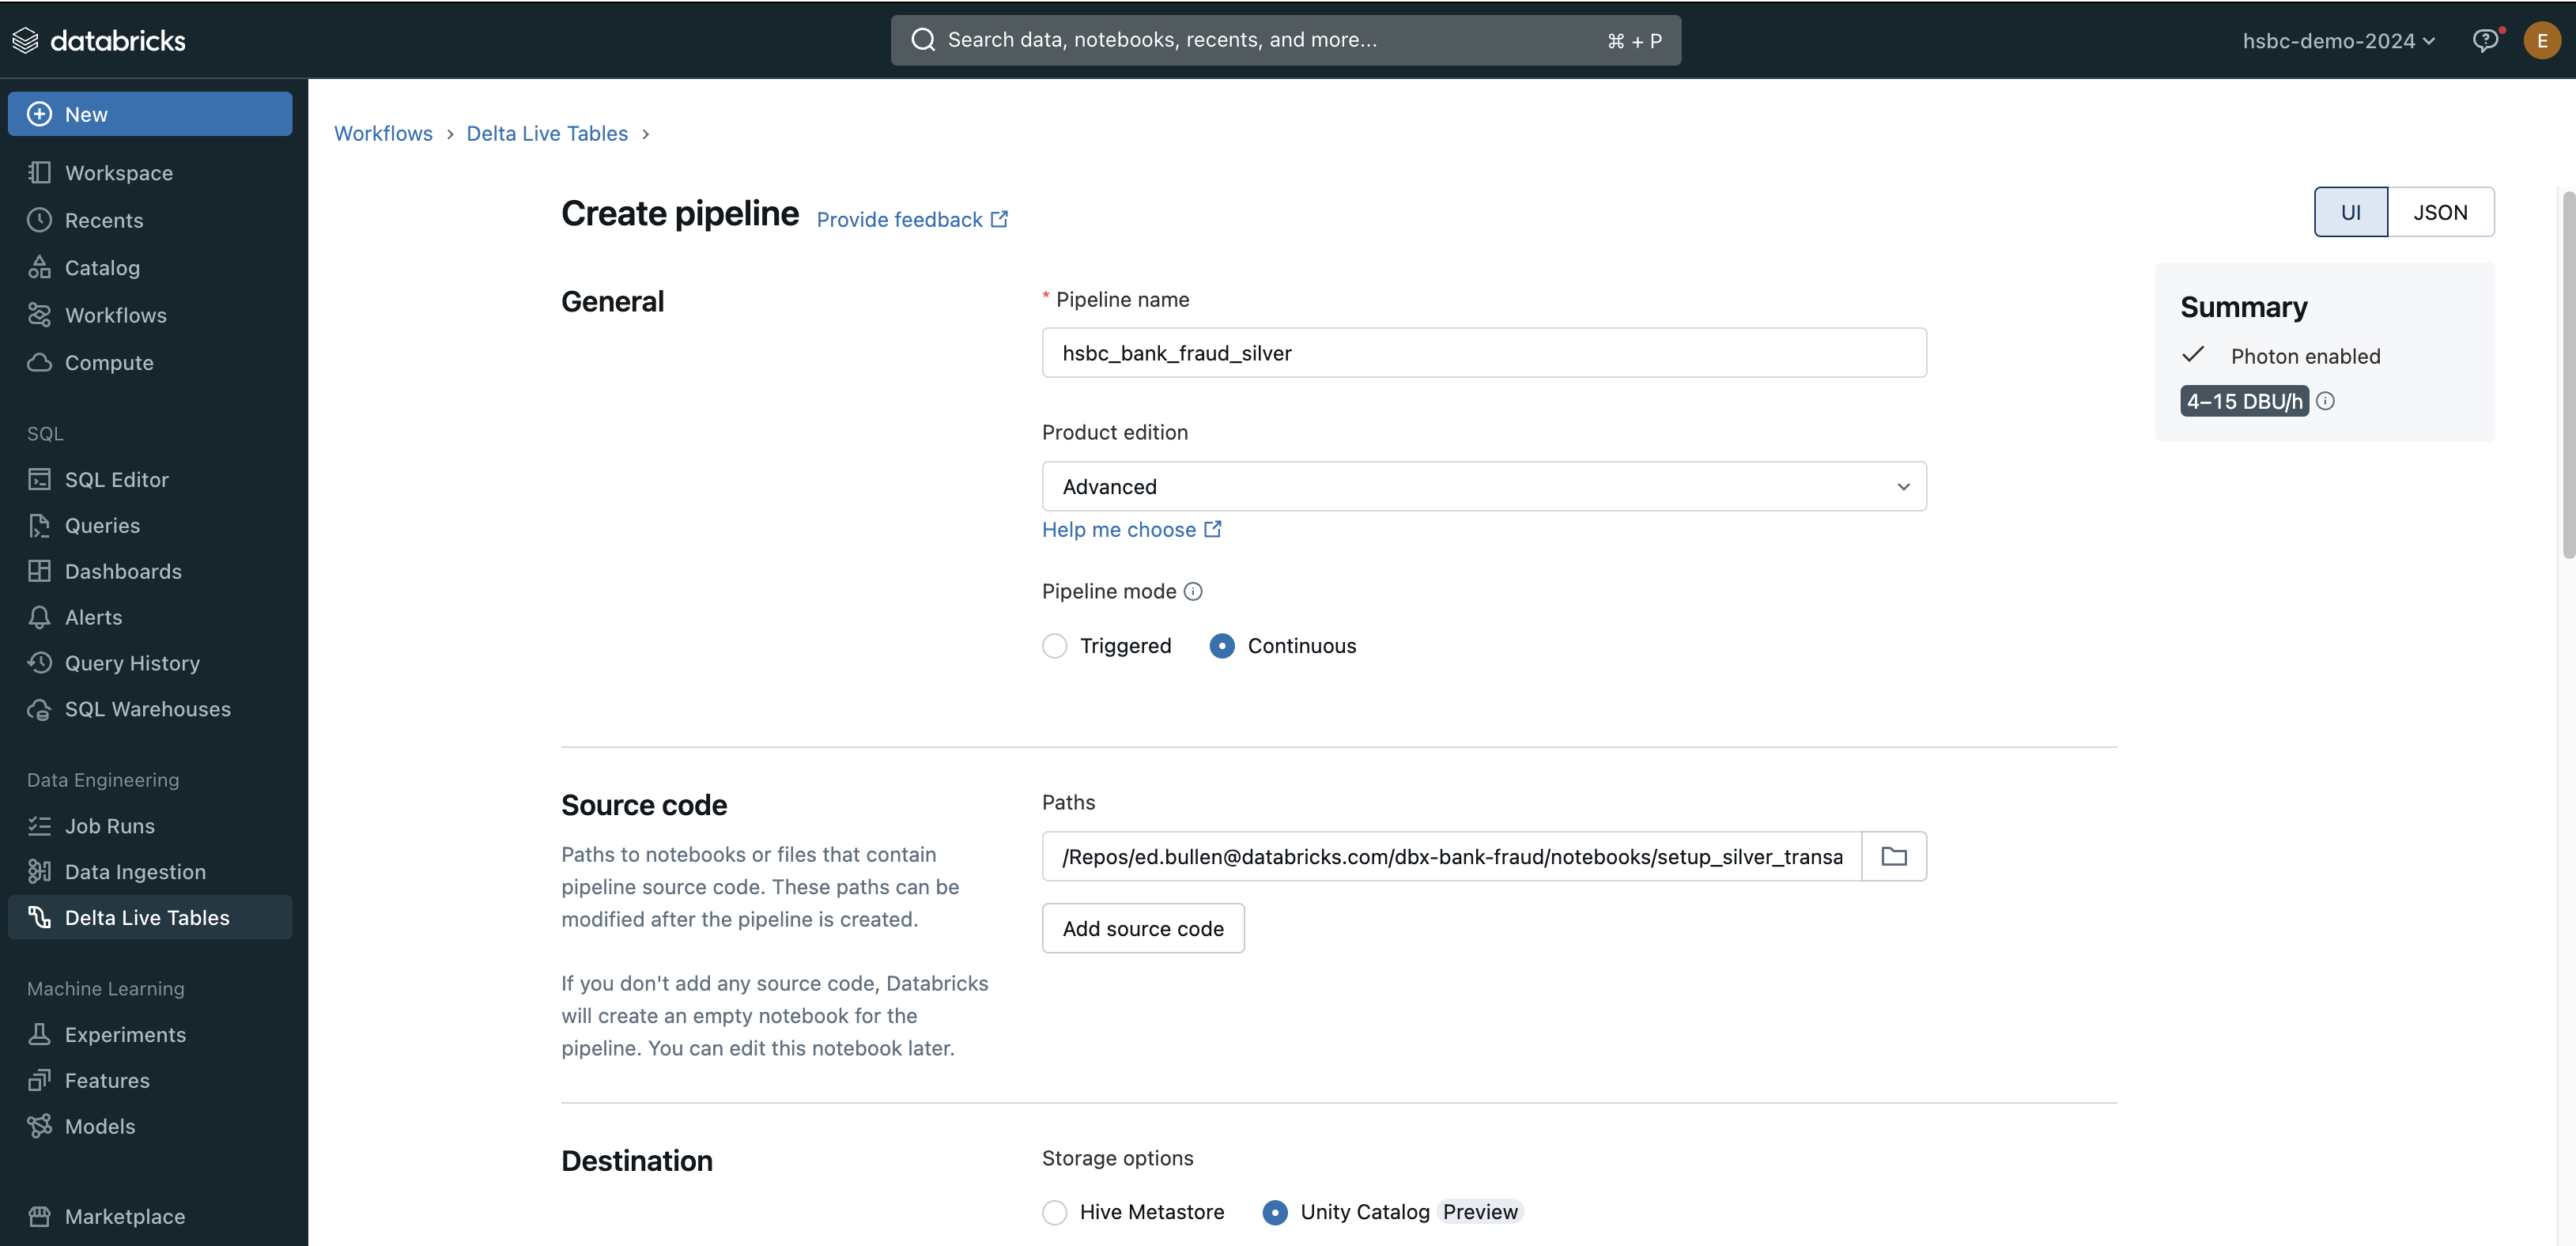 databricks
Search data, notebooks, recents, and more...
⌘ + P
hsbc-demo-2024
E
New
Workspace
Recents
Catalog
Workflows
Compute
SQL
SQL Editor
Queries
Dashboards
Alerts
Query History
SQL Warehouses
Data Engineering
Job Runs
Data Ingestion
Delta Live Tables
Machine Learning
Experiments
Features
Models
Marketplace
Workflows > Delta Live Tables >
Create pipeline
Provide feedback
UI
JSON
General
* Pipeline name
hsbc_bank_fraud_silver
Product edition
Advanced
Help me choose
Pipeline mode
Triggered
Continuous
Summary
Photon enabled
4–15 DBU/h
Source code
Paths to notebooks or files that contain
pipeline source code. These paths can be
modified after the pipeline is created.
If you don't add any source code, Databricks
will create an empty notebook for the
pipeline. You can edit this notebook later.
Paths
/Repos/ed.bullen@databricks.com/dbx-bank-fraud/notebooks/setup_silver_transa
Add source code
Destination
Storage options
Hive Metastore
Unity Catalog Preview